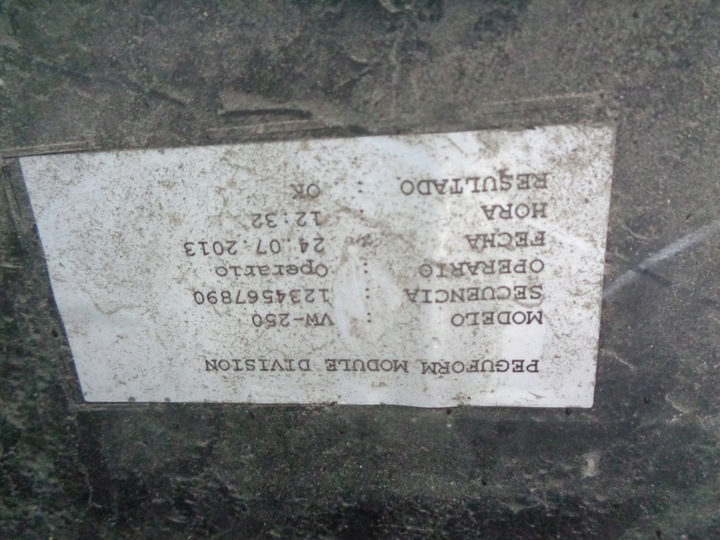 PEGUFORM MODULE DIVISION
MODELO : VW-250
SECUENCIA : 1234567890
OPERARIO : Operario
FECHA : 24.07.2013
HORA : 12:32
RESULTADO : OK